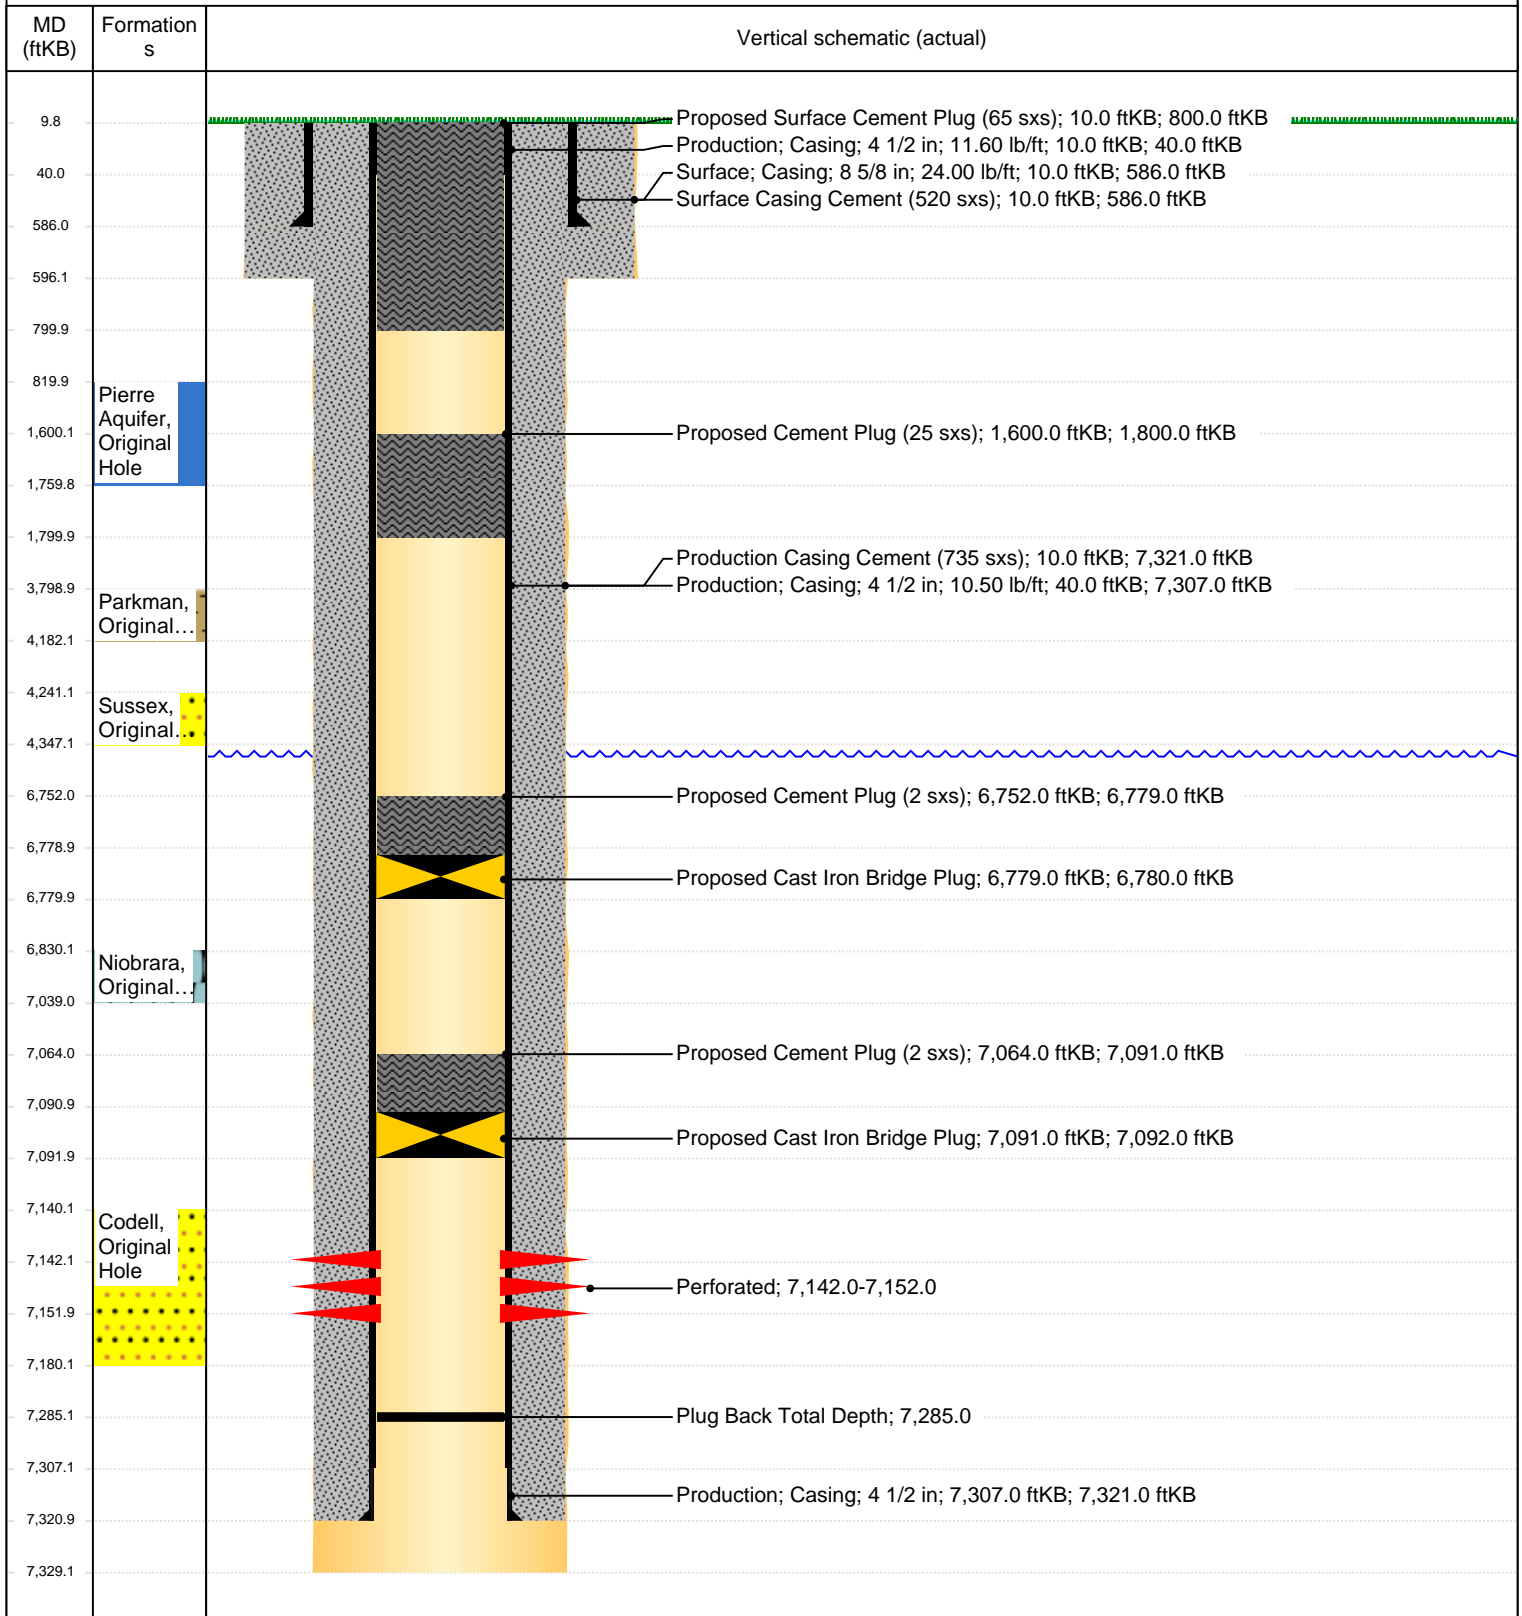 MD
(ftKB)
Formation
s
Vertical schematic (actual)
9.8
Proposed Surface Cement Plug (65 sxs); 10.0 ftKB; 800.0 ftKB
Production; Casing; 4 1/2 in; 11.60 lb/ft; 10.0 ftKB; 40.0 ftKB
40.0
Surface; Casing; 8 5/8 in; 24.00 lb/ft; 10.0 ftKB; 586.0 ftKB
Surface Casing Cement (520 sxs); 10.0 ftKB; 586.0 ftKB
586.0
596.1
799.9
819.9
Pierre
Aquifer,
Original
Hole
1,600.1
Proposed Cement Plug (25 sxs); 1,600.0 ftKB; 1,800.0 ftKB
1,759.8
1,799.9
Production Casing Cement (735 sxs); 10.0 ftKB; 7,321.0 ftKB
Production; Casing; 4 1/2 in; 10.50 lb/ft; 40.0 ftKB; 7,307.0 ftKB
3,798.9
Parkman,
Original…
4,182.1
4,241.1
Sussex,
Original…
4,347.1
6,752.0
Proposed Cement Plug (2 sxs); 6,752.0 ftKB; 6,779.0 ftKB
6,778.9
Proposed Cast Iron Bridge Plug; 6,779.0 ftKB; 6,780.0 ftKB
6,779.9
6,830.1
Niobrara,
Original…
7,039.0
7,064.0
Proposed Cement Plug (2 sxs); 7,064.0 ftKB; 7,091.0 ftKB
7,090.9
Proposed Cast Iron Bridge Plug; 7,091.0 ftKB; 7,092.0 ftKB
7,091.9
7,140.1
Codell,
Original
Hole
7,142.1
Perforated; 7,142.0-7,152.0
7,151.9
7,180.1
7,285.1
Plug Back Total Depth; 7,285.0
7,307.1
Production; Casing; 4 1/2 in; 7,307.0 ftKB; 7,321.0 ftKB
7,320.9
7,329.1